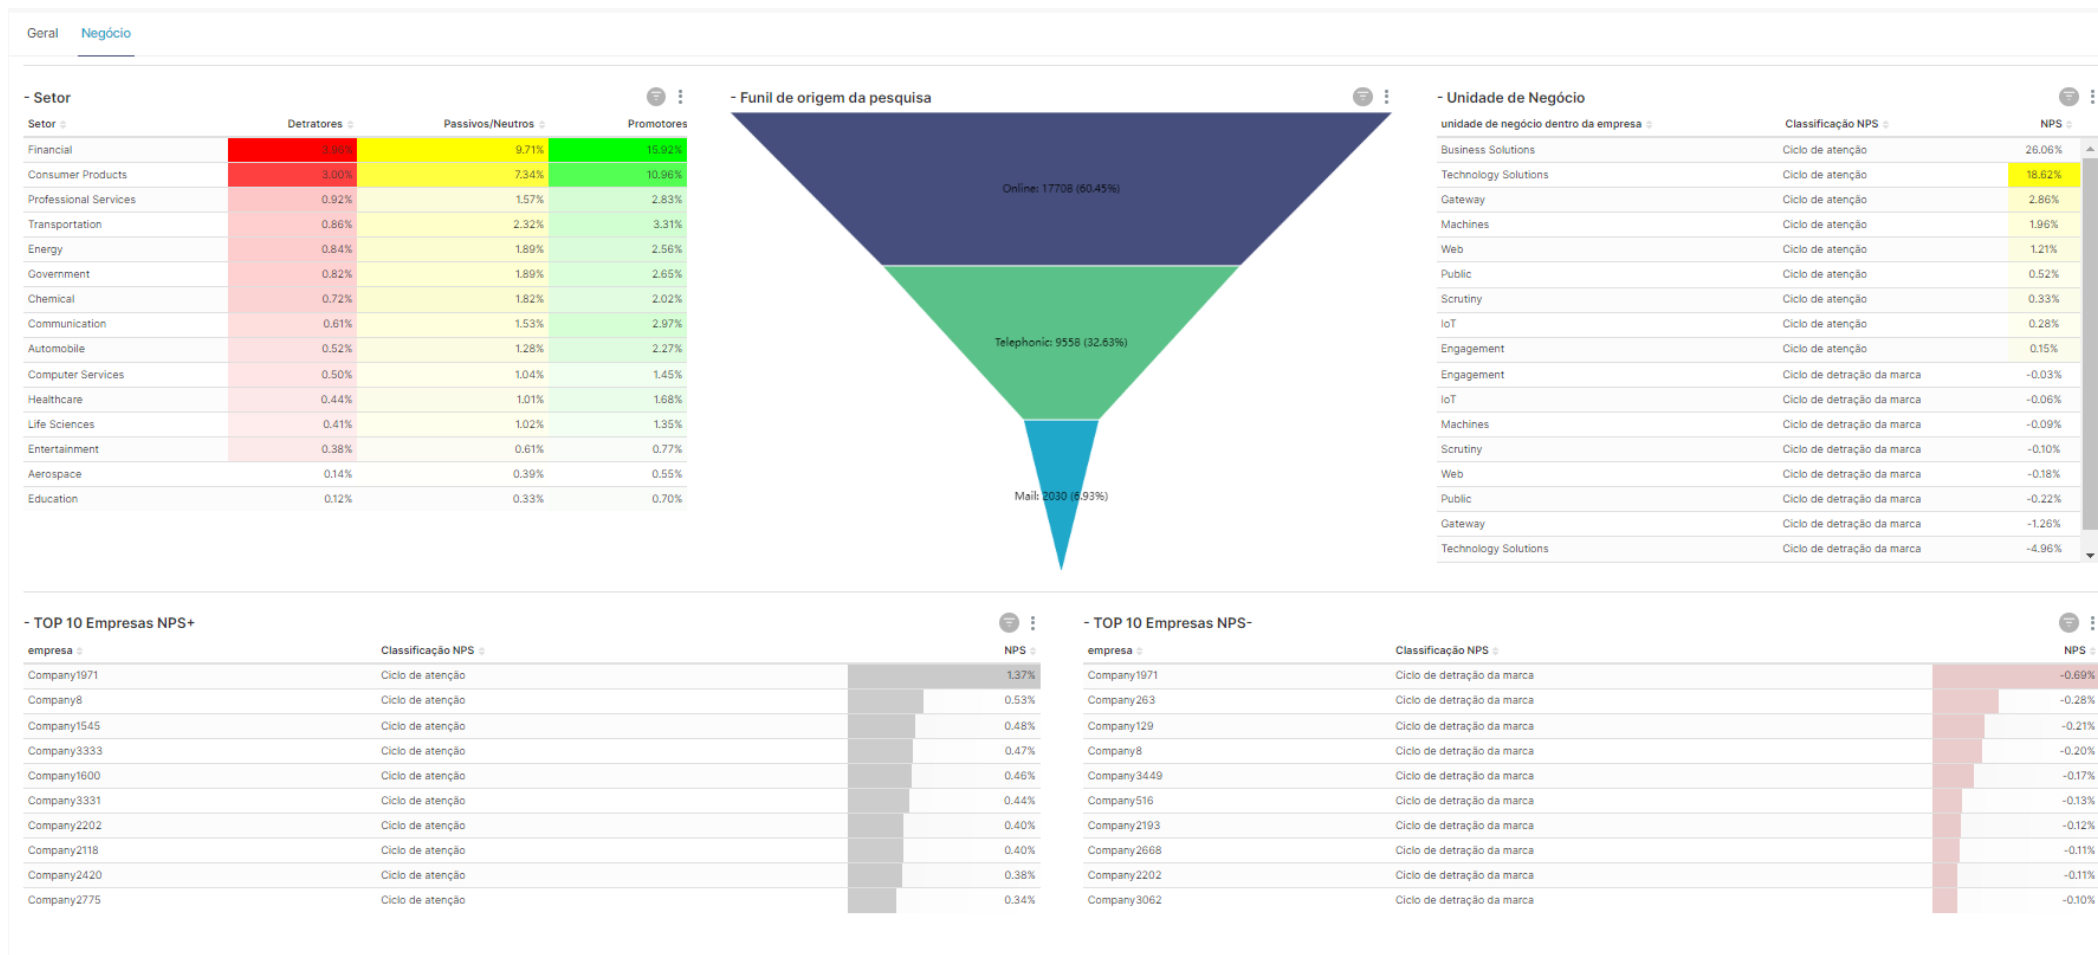 Geral Negócio
- Setor
Setor Detratores Passivos/Neutros Promotores
Financial 3.96% 9.71% 15.92%
Consumer Products 3.00% 7.34% 10.96%
Professional Services 0.92% 1.57% 2.83%
Transportation 0.86% 2.32% 3.31%
Energy 0.84% 1.89% 2.56%
Government 0.82% 1.89% 2.65%
Chemical 0.72% 1.82% 2.02%
Communication 0.61% 1.53% 2.97%
Automobile 0.52% 1.28% 2.27%
Computer Services 0.50% 1.04% 1.45%
Healthcare 0.44% 1.01% 1.68%
Life Sciences 0.41% 1.02% 1.35%
Entertainment 0.38% 0.61% 0.77%
Aerospace 0.14% 0.39% 0.55%
Education 0.12% 0.33% 0.70%
- Funil de origem da pesquisa
Online: 17708 (60.45%)
Telephonic: 9558 (32.63%)
Mail: 2030 (6.93%)
- Unidade de Negócio
unidade de negócio dentro da empresa Classificação NPS NPS
Business Solutions Ciclo de atenção 26.06%
Technology Solutions Ciclo de atenção 18.62%
Gateway Ciclo de atenção 2.86%
Machines Ciclo de atenção 1.96%
Web Ciclo de atenção 1.21%
Public Ciclo de atenção 0.52%
Scrutiny Ciclo de atenção 0.33%
IoT Ciclo de atenção 0.28%
Engagement Ciclo de atenção 0.15%
Engagement Ciclo de detração da marca -0.03%
IoT Ciclo de detração da marca -0.06%
Machines Ciclo de detração da marca -0.09%
Scrutiny Ciclo de detração da marca -0.10%
Web Ciclo de detração da marca -0.18%
Public Ciclo de detração da marca -0.22%
Gateway Ciclo de detração da marca -1.26%
Technology Solutions Ciclo de detração da marca -4.96%
- TOP 10 Empresas NPS+
empresa Classificação NPS NPS
Company1971 Ciclo de atenção 1.37%
Company8 Ciclo de atenção 0.53%
Company1545 Ciclo de atenção 0.48%
Company3333 Ciclo de atenção 0.47%
Company1600 Ciclo de atenção 0.46%
Company3331 Ciclo de atenção 0.44%
Company2202 Ciclo de atenção 0.40%
Company2118 Ciclo de atenção 0.40%
Company2420 Ciclo de atenção 0.38%
Company2775 Ciclo de atenção 0.34%
- TOP 10 Empresas NPS-
empresa Classificação NPS NPS
Company1971 Ciclo de detração da marca -0.69%
Company263 Ciclo de detração da marca -0.28%
Company129 Ciclo de detração da marca -0.21%
Company8 Ciclo de detração da marca -0.20%
Company3449 Ciclo de detração da marca -0.17%
Company516 Ciclo de detração da marca -0.13%
Company2193 Ciclo de detração da marca -0.12%
Company2668 Ciclo de detração da marca -0.11%
Company2202 Ciclo de detração da marca -0.11%
Company3062 Ciclo de detração da marca -0.10%